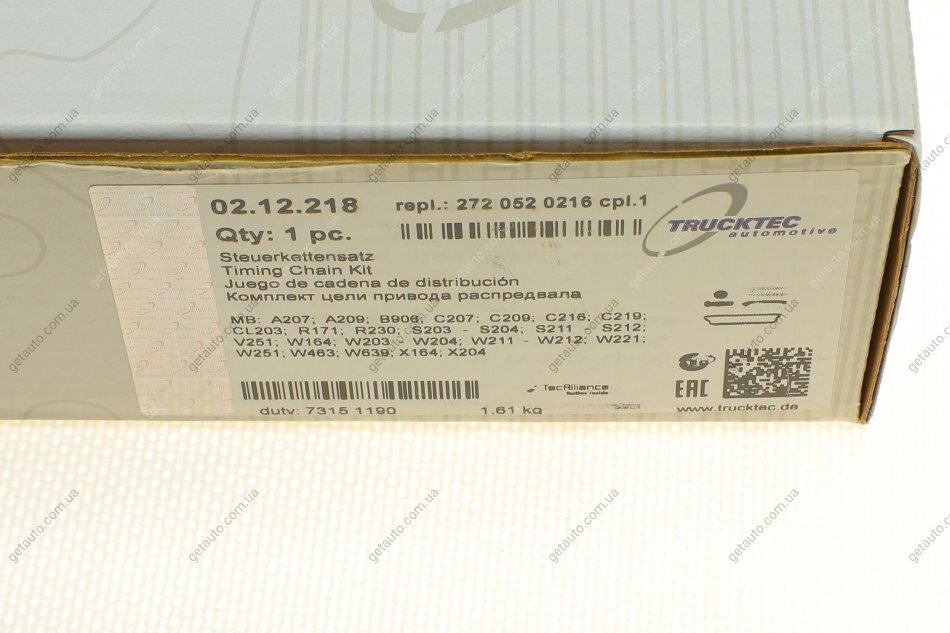 02.12.218
repl.: 272 052 0216 cpl.1
Qty: 1 pc.
TRUCKTEC
automotive
Steuerkettensatz
Timing Chain Kit
Juego de cadena de distribución
Комплект цепи привода распредвала
MB: A207; A209; B906; C207; C209; C216; C219;
CL203; R171; R230; S203 - S204; S211 - S212;
V251; W164; W203 - W204; W211 - W212; W221;
W251; W463; W639; X164; X204
TecAlliance
EAC
duty: 7315 1190
1.61 kg
www.trucktec.de
getauto.com.ua